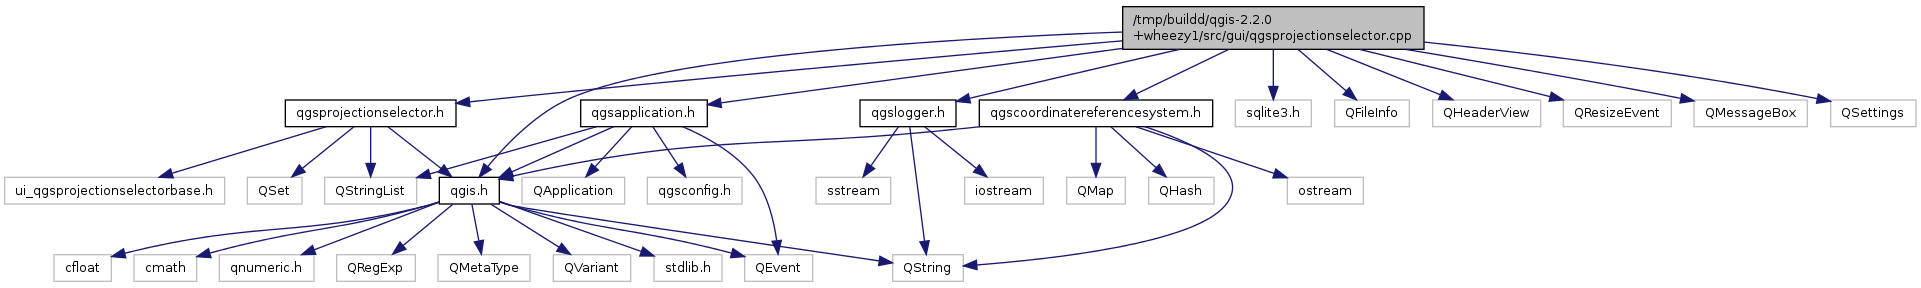 /tmp/buildd/qgis-2.2.0
+wheezy1/src/gui/qgsprojectionselector.cpp
qgsprojectionselector.h
qgsapplication.h
qgslogger.h
qgscoordinatereferencesystem.h
sqlite3.h
QFileInfo
QHeaderView
QResizeEvent
QMessageBox
QSettings
ui_qgsprojectionselectorbase.h
QSet
QStringList
qgis.h
QApplication
qgsconfig.h
sstream
iostream
QMap
QHash
ostream
cfloat
cmath
qnumeric.h
QRegExp
QMetaType
QVariant
stdlib.h
QEvent
QString